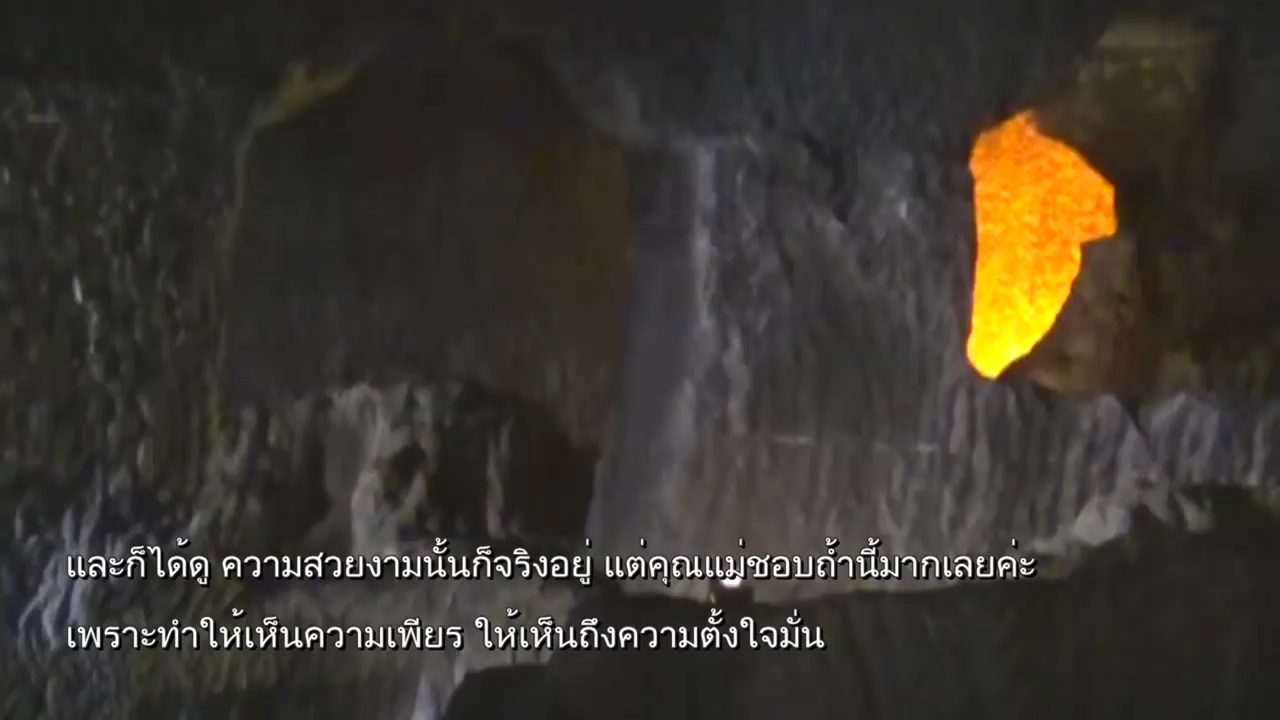 และก็ได้ดู ความสวยงามนั้นก็จริงอยู่ แต่คุณแม่ชอบถ้ำนี้มากเลยค่ะ
เพราะทำให้เห็นความเพียร ให้เห็นถึงความตั้งใจมั่น